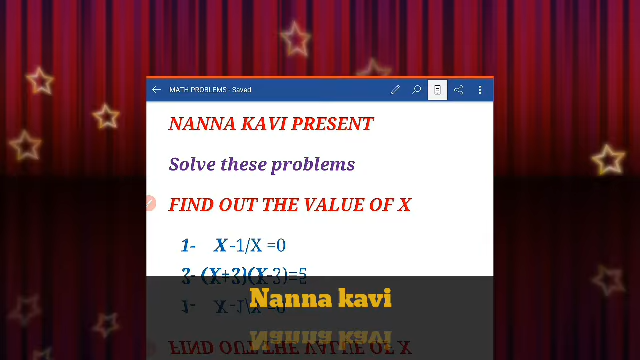 MATH PROBLEMS - Saved
NANNA KAVI PRESENT
Solve these problems
FIND OUT THE VALUE OF X
1- X-1/X =0
Nanna kavi